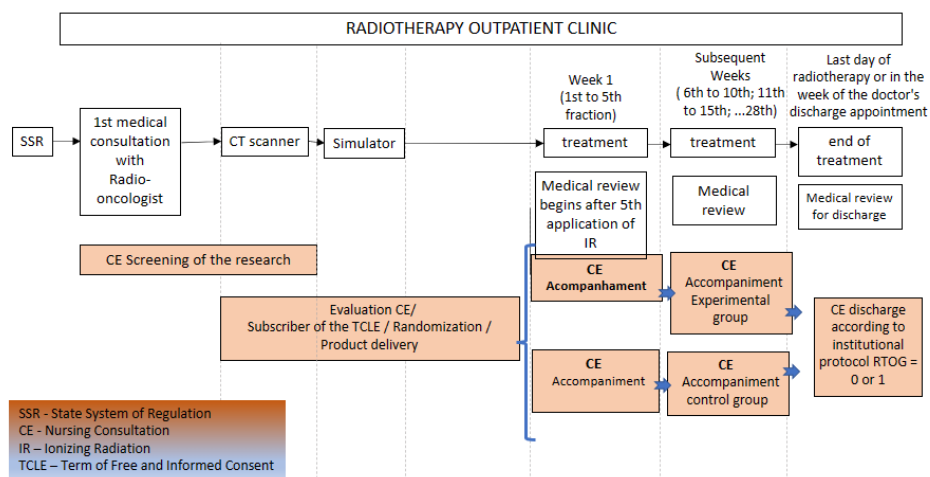 RADIOTHERAPY OUTPATIENT CLINIC
Week 1
(1st to 5th
fraction)
Subsequent
Weeks
( 6th to 10th; 11th
to 15th; ...28th)
Last day of
radiotherapy or in the
week of the doctor's
discharge appointment
SSR
1st medical
consultation
with
Radio-
oncologist
CT scanner
Simulator
treatment
treatment
end of
treatment
Medical review
begins after 5th
application of
IR
Medical
review
Medical review
for discharge
CE Screening of the research
Evaluation CE/
Subscriber of the TCLE / Randomization /
Product delivery
CE
Acompanhament
CE
Accompaniment
Experimental
group
CE
Accompaniment
CE
Accompaniment
control group
CE discharge
according to
institutional
protocol RTOG =
0 or 1
SSR - State System of Regulation
CE - Nursing Consultation
IR – Ionizing Radiation
TCLE – Term of Free and Informed Consent